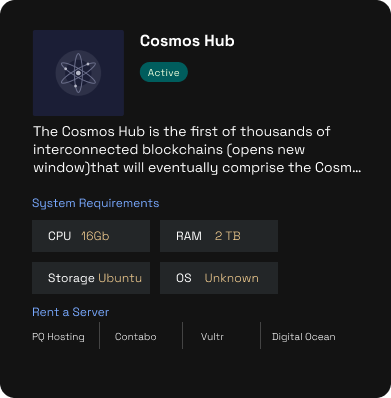 Cosmos Hub
Active
The Cosmos Hub is the first of thousands of
interconnected blockchains (opens new
window)that will eventually comprise the Cosm...
System Requirements
CPU 16Gb
RAM 2 TB
Storage Ubuntu
OS Unknown
Rent a Server
PQ Hosting
Contabo
Vultr
Digital Ocean